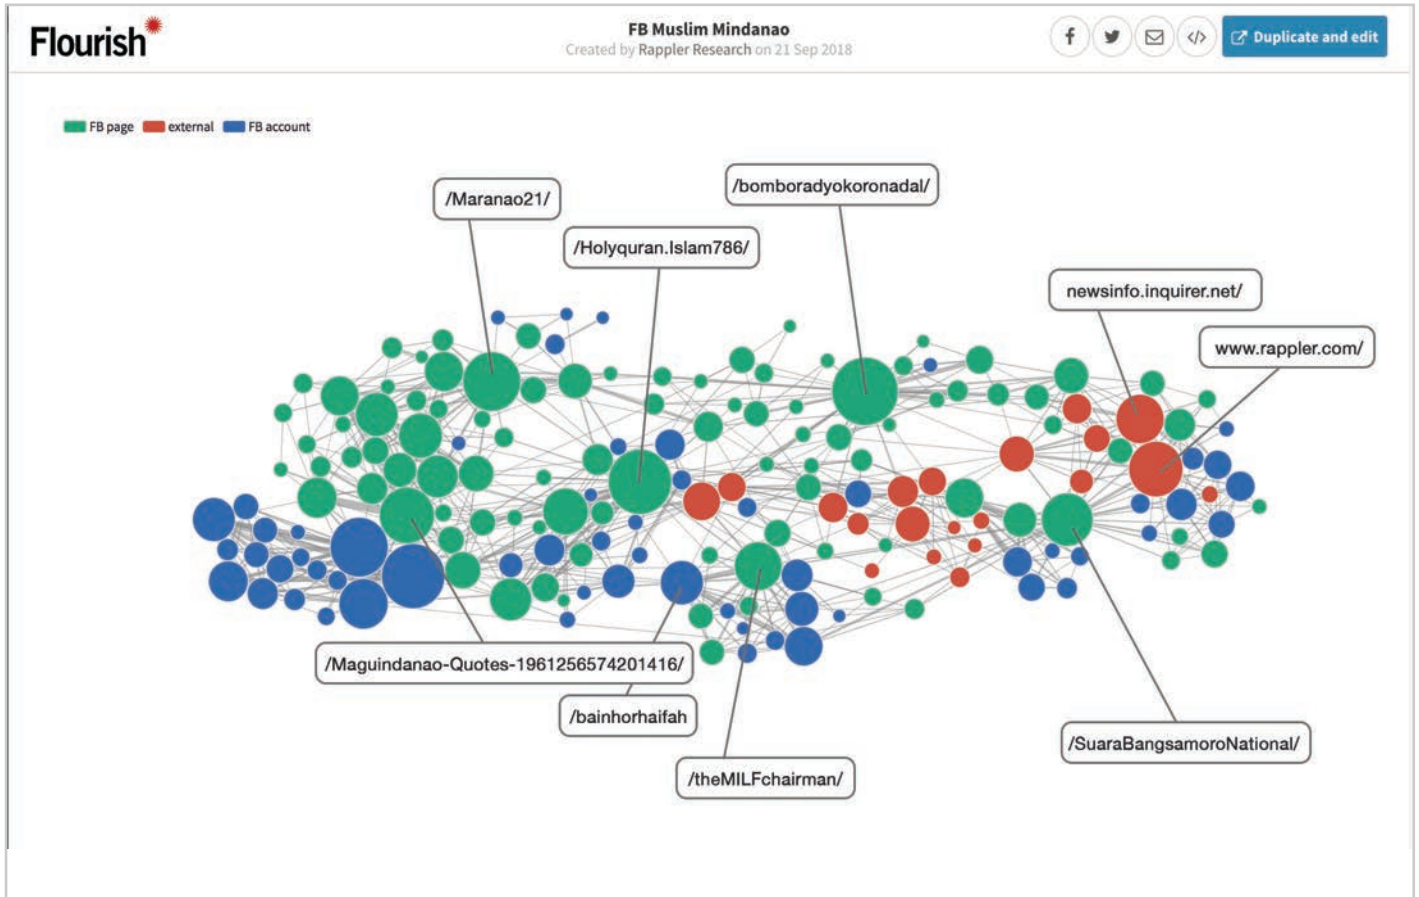 Flourish
FB Muslim Mindanao
Created by Rappler Research on 21 Sep 2018
f
</>
Duplicate and edit
FB page
external
FB account
/Maranao21/
/bomboradyokoronadal/
/Holyquran.Islam786/
newsinfo.inquirer.net/
www.rappler.com/
/Maguindanao-Quotes-1961256574201416/
/bainhorhaifah
/theMILFchairman/
/SuaraBangsamoroNational/